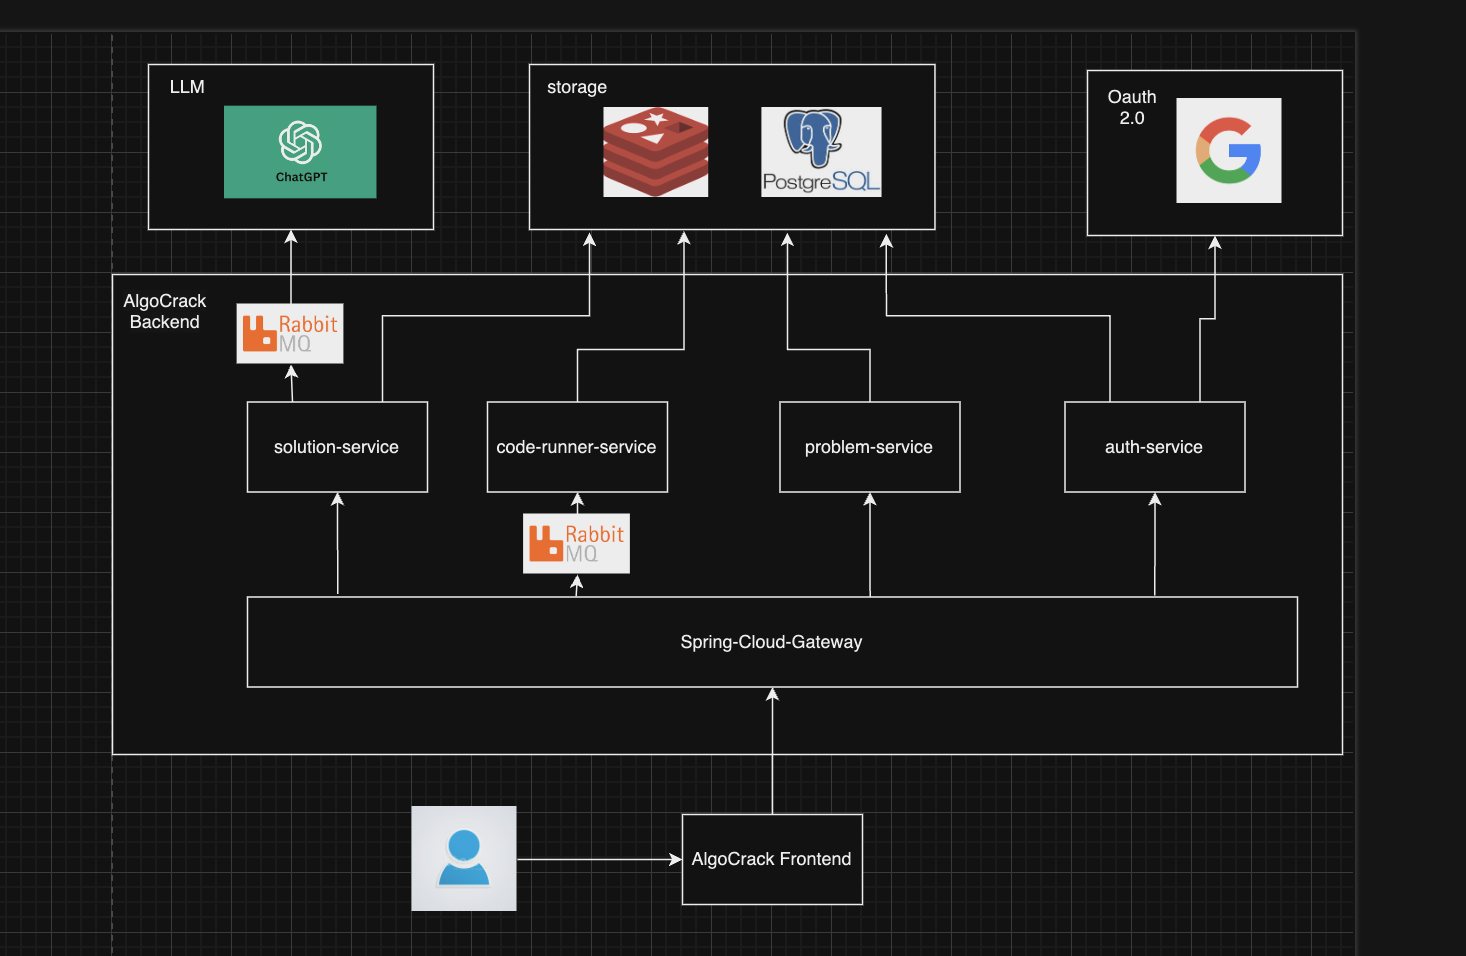 LLM
ChatGPT
storage
PostgreSQL
Oauth
2.0
AlgoCrack
Backend
Rabbit
MQ
solution-service
code-runner-service
problem-service
auth-service
Rabbit
MQ
Spring-Cloud-Gateway
AlgoCrack Frontend